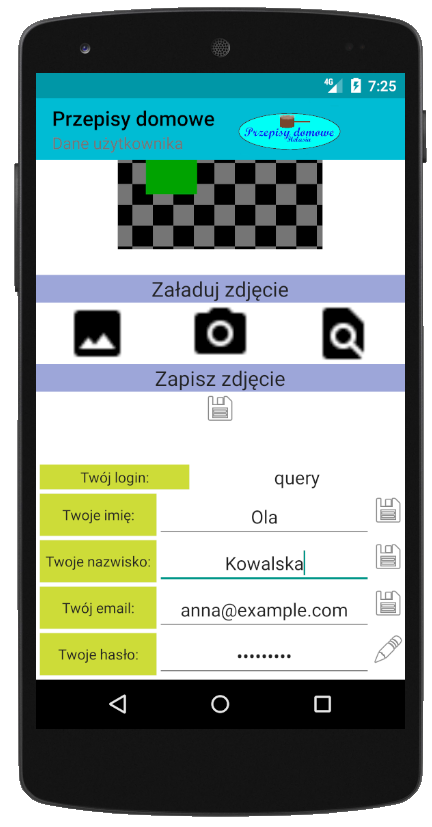 4G 7:25
Przepisy domowe
Dane użytkownika
Przepisy domowe
Helusia
Załaduj zdjęcie
Zapisz zdjęcie
Twój login: query
Twoje imię: Ola
Twoje nazwisko: Kowalska
Twój email: anna@example.com
Twoje hasło: •••••••••